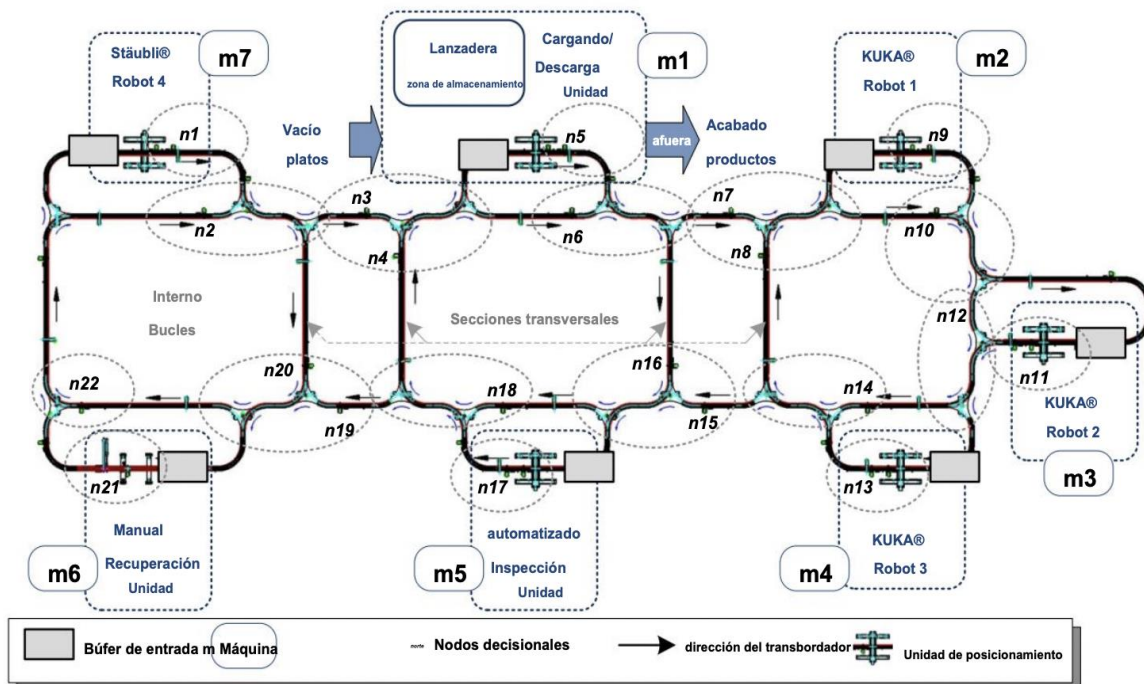 Stäubli®
Robot 4
m7
Lanzadera
zona de almacenamiento
Cargando/
Descarga
Unidad
m1
KUKA®
Robot 1
m2
n1
Vacío
platos
n5
afuera
Acabado
productos
n9
n2
n3
n4
n6
n7
n8
n10
Interno
Bucles
Secciones transversales
n12
n11
n22
n20
n19
n18
n16
n15
n14
KUKA®
Robot 2
m3
n21
n17
n13
Manual
Recuperación
Unidad
m6
automatizado
Inspección
Unidad
m5
KUKA®
Robot 3
m4
Búfer de entrada m Máquina
norte
Nodos decisionales
dirección del transbordador
Unidad de posicionamiento